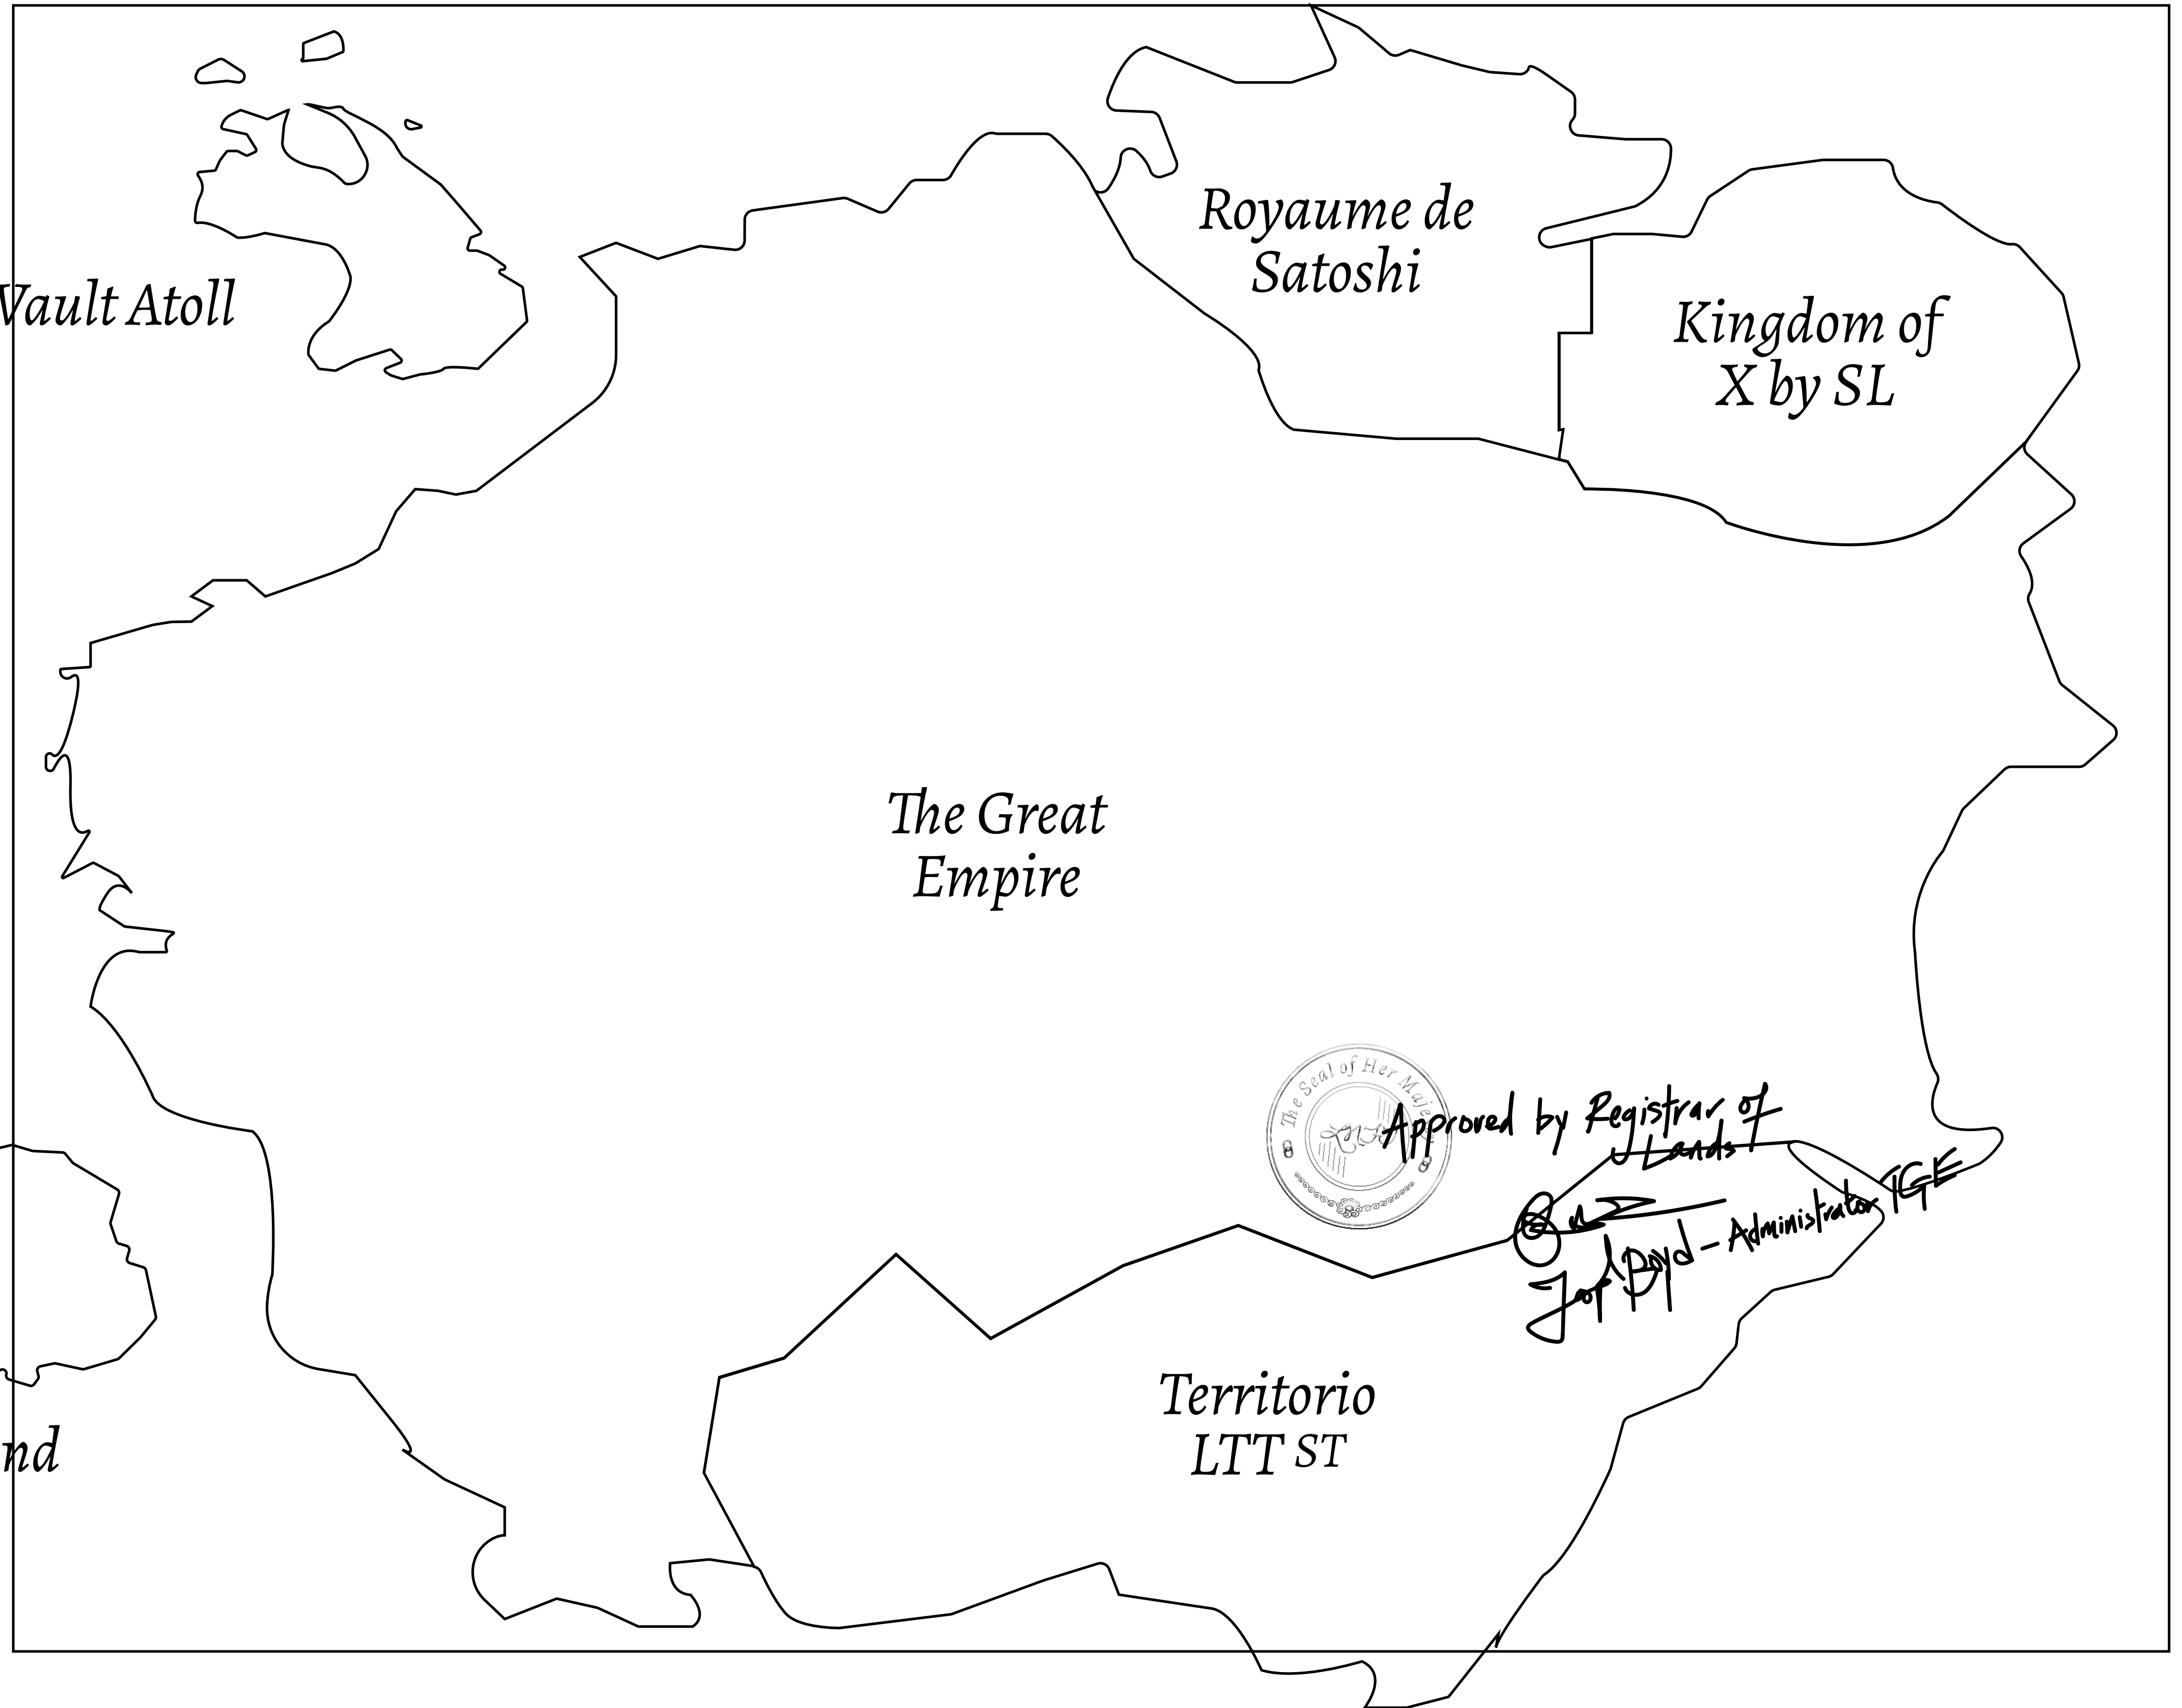 Royaume de
Satoshi
Vault Atoll
Kingdom of
X by SL
The Great
Empire
The Seal of Her Maje
Approved by Registrar of
Lands
Boyd - Administrator TGE
Territorio
LTT ST
nd